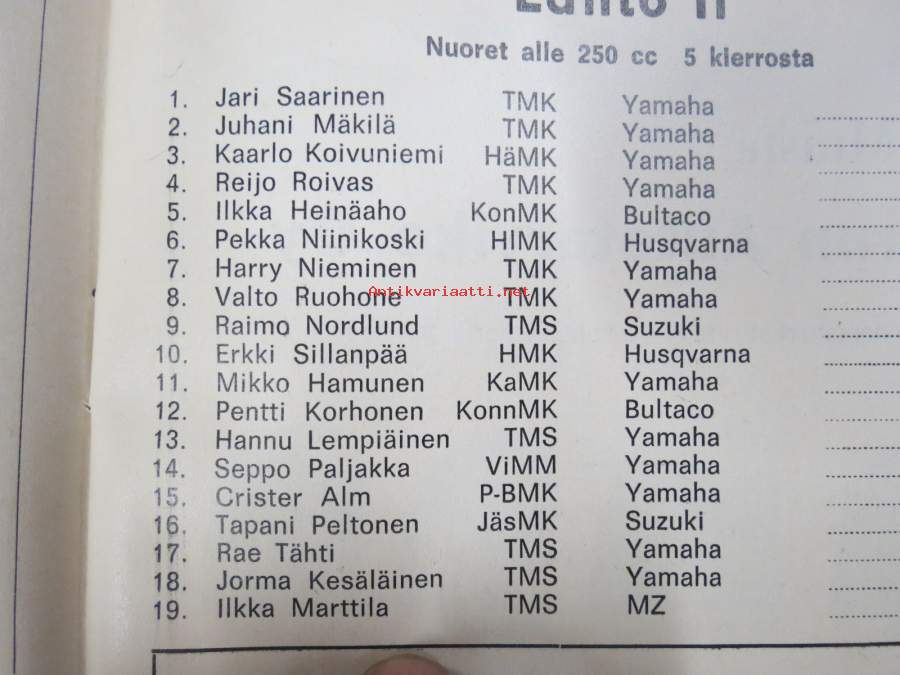 Lähtö II
Nuoret alle 250 cc 5 kierrosta
1. Jari Saarinen TMK Yamaha
2. Juhani Mäkilä TMK Yamaha
3. Kaarlo Koivuniemi HäMK Yamaha
4. Reijo Roivas TMK Yamaha
5. Ilkka Heinäaho KonMK Bultaco
6. Pekka Niinikoski HlMK Husqvarna
7. Harry Nieminen TMK Yamaha
Antikvariaatti.net
8. Valto Ruohone TMK Yamaha
9. Raimo Nordlund TMS Suzuki
10. Erkki Sillanpää HMK Husqvarna
11. Mikko Hamunen KaMK Yamaha
12. Pentti Korhonen KonnMK Bultaco
13. Hannu Lempiäinen TMS Yamaha
14. Seppo Paljakka ViMM Yamaha
15. Crister Alm P-BMK Yamaha
16. Tapani Peltonen JäsMK Suzuki
17. Rae Tähti TMS Yamaha
18. Jorma Kesäläinen TMS Yamaha
19. Ilkka Marttila TMS MZ